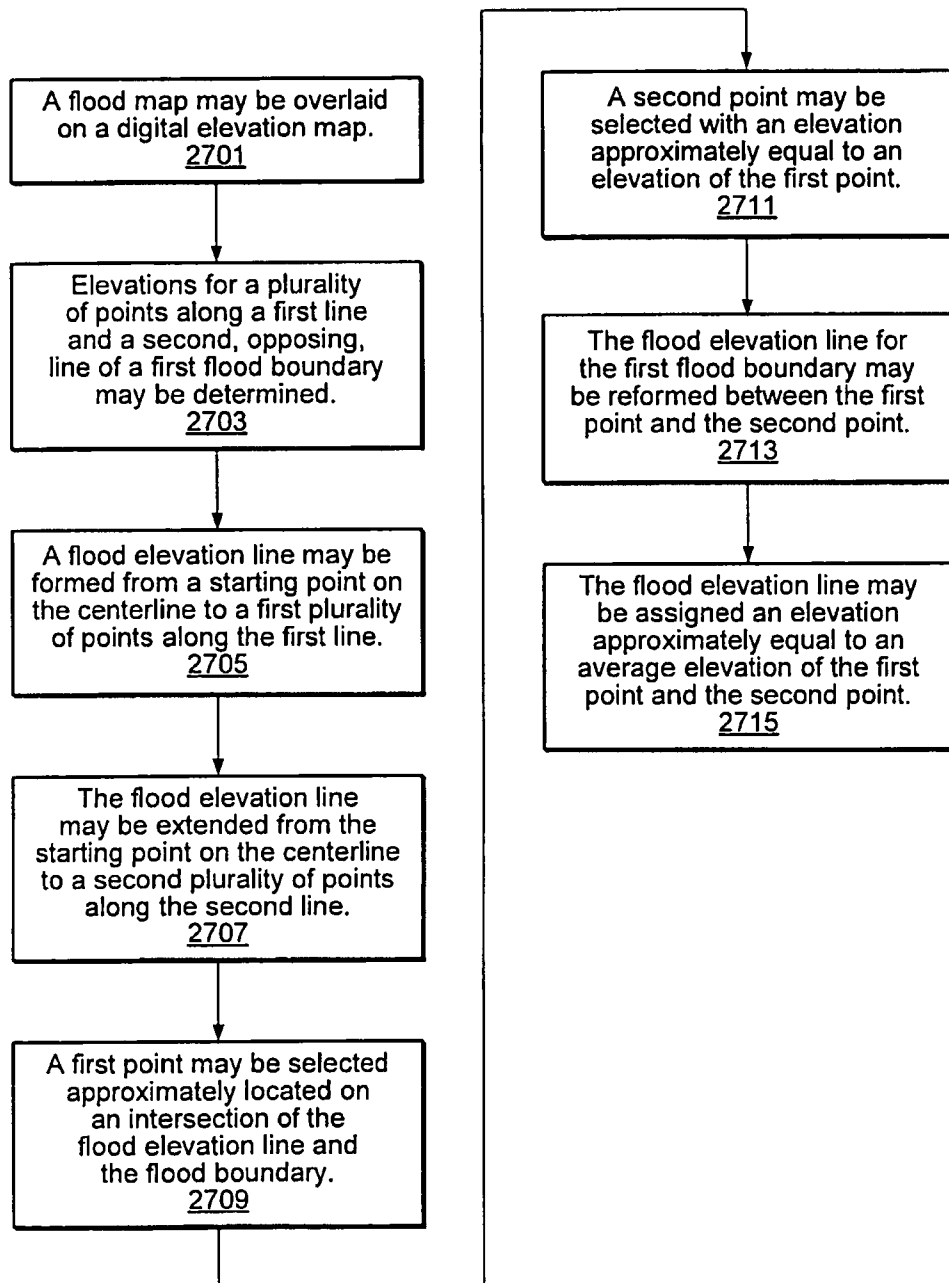 A flood map may be overlaid
on a digital elevation map.
2701
Elevations for a plurality
of points along a first line
and a second, opposing,
line of a first flood boundary
may be determined.
2703
A flood elevation line may be
formed from a starting point on
the centerline to a first plurality
of points along the first line.
2705
The flood elevation line
may be extended from the
starting point on the centerline
to a second plurality of points
along the second line.
2707
A first point may be selected
approximately located on
an intersection of the
flood elevation line and
the flood boundary.
2709
A second point may be
selected with an elevation
approximately equal to an
elevation of the first point.
2711
The flood elevation line for
the first flood boundary may
be reformed between the first
point and the second point.
2713
The flood elevation line may
be assigned an elevation
approximately equal to an
average elevation of the first
point and the second point.
2715